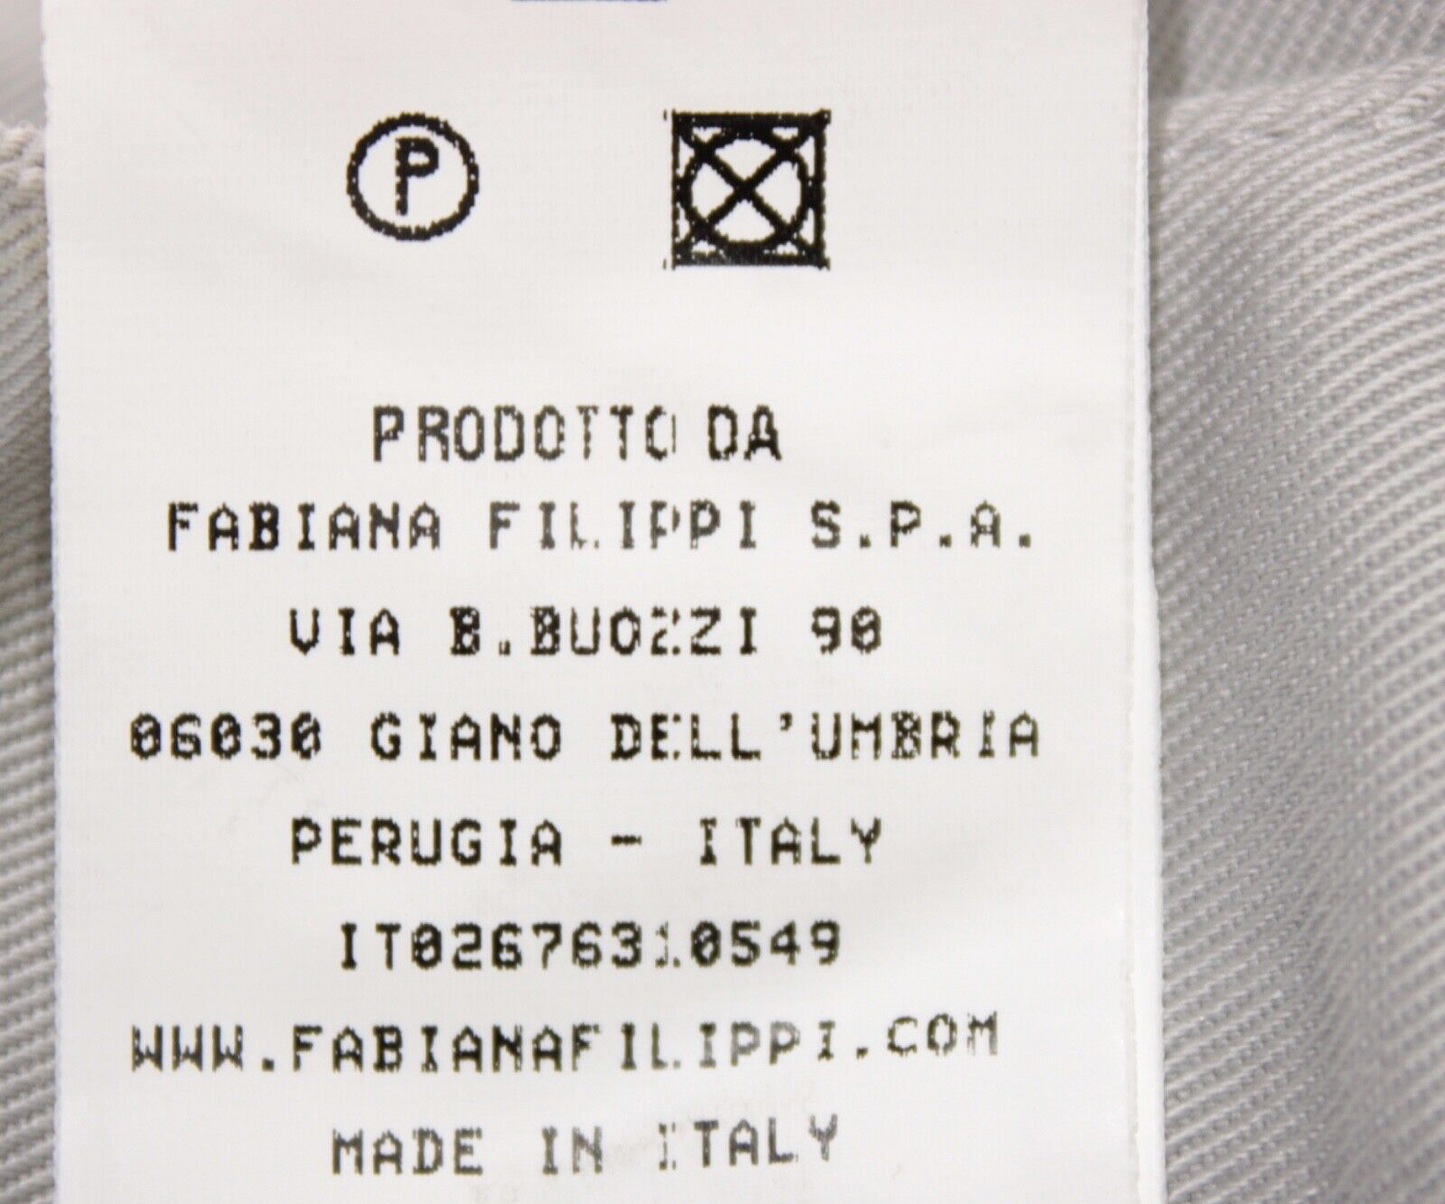 P
PRODOTTO DA
FABIANA FILIPPI S.P.A.
VIA B.BUOZZI 90
06030 GIANO DELL'UMBRIA
PERUGIA - ITALY
IT02676310549
WWW.FABIANAFILIPPI.COM
MADE IN ITALY